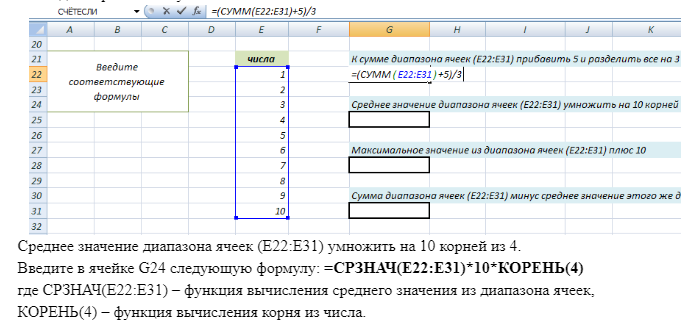 СЧЁТЕСЛИ =(СУММ(E22:E31)+5)/3
A B C D E F G H I J K
20
21 числа К сумме диапазона ячеек (E22:E31) прибавить 5 и разделить все на 3
Введите
22 1 =(СУММ(E22:E31)+5)/3
соответствующие
23 2
формулы
24 3 Среднее значение диапазона ячеек (E22:E31) умножить на 10 корней
25 4
26 5
27 6 Максимальное значение из диапазона ячеек (E22:E31) плюс 10
28 7
29 8
30 9 Сумма диапазона ячеек (E22:E31) минус среднее значение этого же д
31 10
32
Среднее значение диапазона ячеек (E22:E31) умножить на 10 корней из 4.
Введите в ячейке G24 следующую формулу: =СРЗНАЧ(E22:E31)*10*КОРЕНЬ(4)
где СРЗНАЧ(E22:E31) – функция вычисления среднего значения из диапазона ячеек,
КОРЕНЬ(4) – функция вычисления корня из числа.